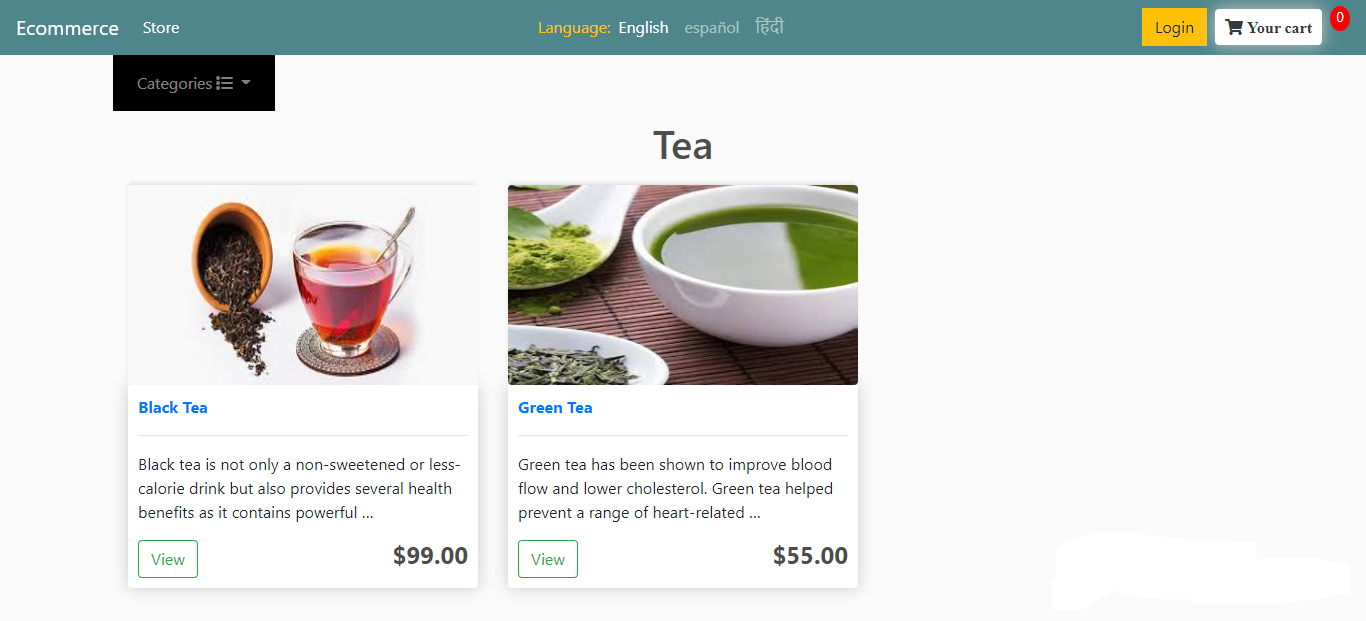 Ecommerce Store Language: English español हिंदी Login Your cart 0
Categories
Tea
Black Tea
Black tea is not only a non-sweetened or less-
calorie drink but also provides several health
benefits as it contains powerful ...
View $99.00
Green Tea
Green tea has been shown to improve blood
flow and lower cholesterol. Green tea helped
prevent a range of heart-related ...
View $55.00